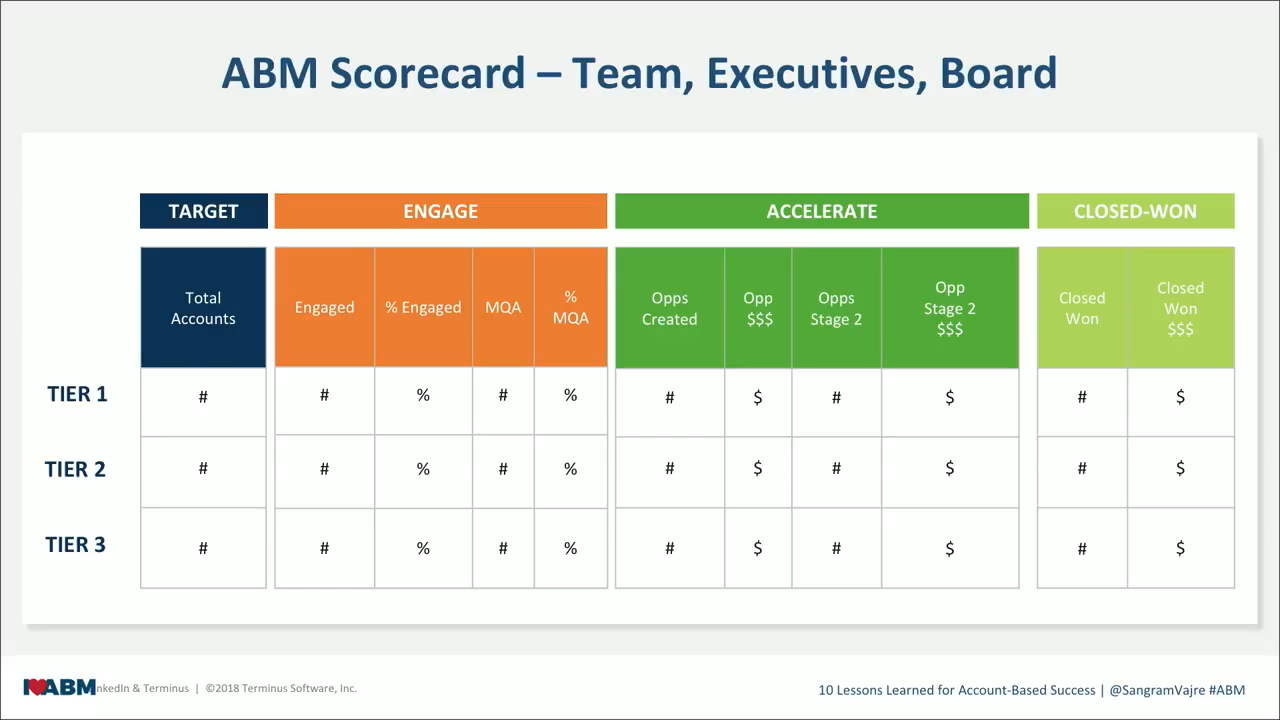 ABM Scorecard – Team, Executives, Board
TARGET ENGAGE ACCELERATE CLOSED-WON
Total Accounts
Engaged
% Engaged
MQA
% MQA
Opps Created
Opp $$$
Opps Stage 2
Opp Stage 2 $$$
Closed Won
Closed Won $$$
TIER 1 # # % # % # $ # $ # $
TIER 2 # # % # % # $ # $ # $
TIER 3 # # % # % # $ # $ # $
I ABM nkedIn & Terminus | ©2018 Terminus Software, Inc.
10 Lessons Learned for Account-Based Success | @SangramVajre #ABM